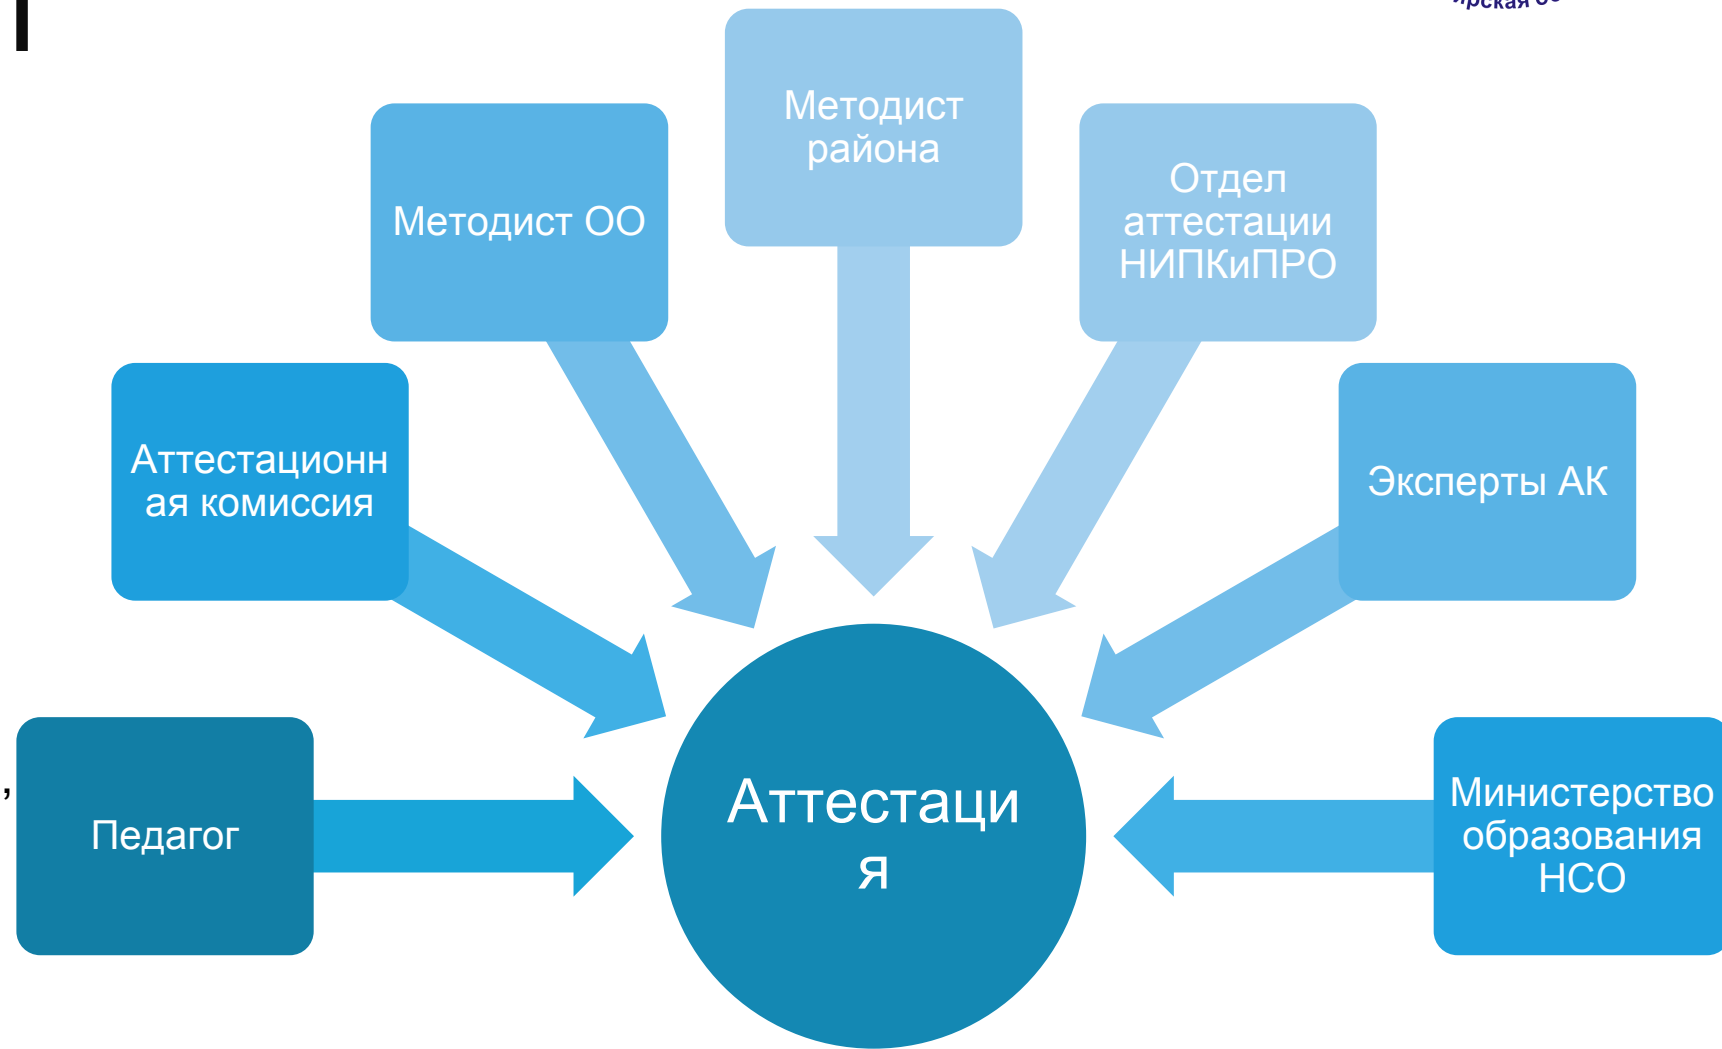 Методист
района
Методист ОО
Отдел
аттестации
НИПКиПРО
Аттестационн
ая комиссия
Эксперты АК
Педагог
Аттестаци
я
Министерство
образования
НСО